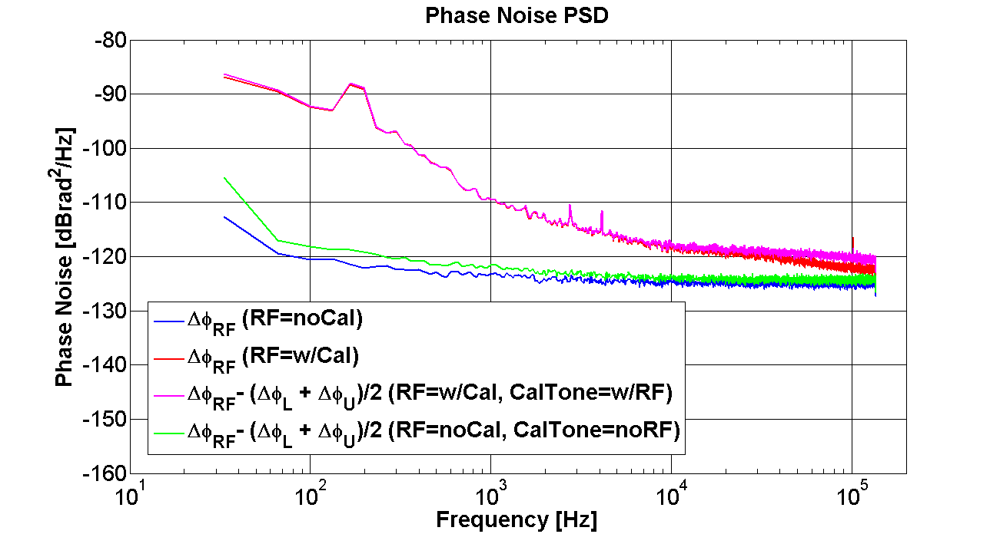 Phase Noise PSD
Phase Noise [dBrad²/Hz]
-80
-90
-100
-110
-120
-130
-140
-150
-160
Δϕ_RF (RF=noCal)
Δϕ_RF (RF=w/Cal)
Δϕ_RF- (Δϕ_L + Δϕ_U)/2 (RF=w/Cal, CalTone=w/RF)
Δϕ_RF- (Δϕ_L + Δϕ_U)/2 (RF=noCal, CalTone=noRF)
10¹ 10² 10³ 10⁴ 10⁵
Frequency [Hz]